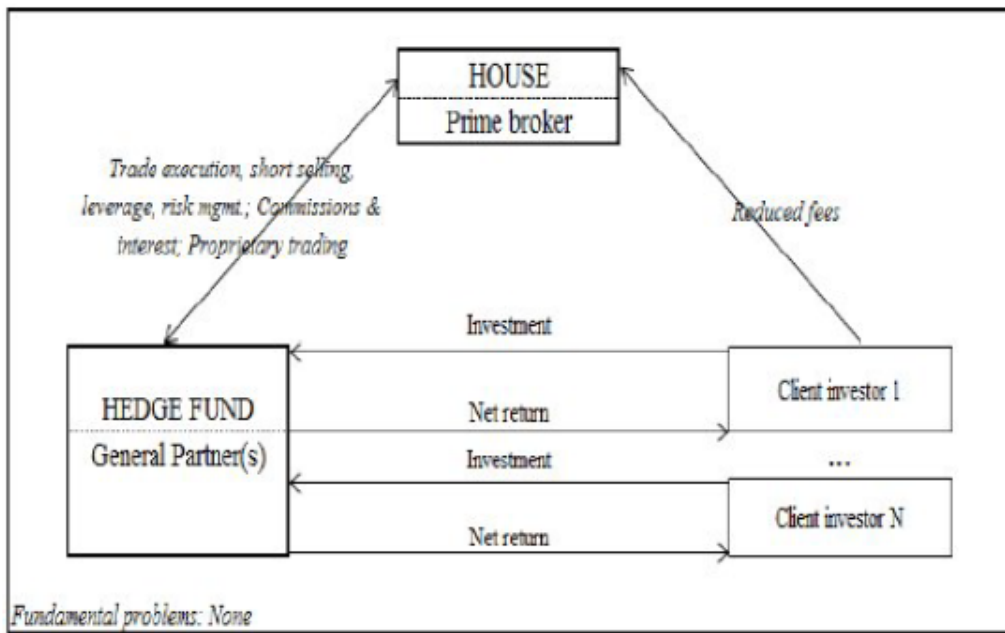 HOUSE
Prime broker
Trade execution, short selling,
leverage, risk mgmt.; Commissions &
interest; Proprietary trading
Reduced fees
Investment
Client investor 1
HEDGE FUND
Net return
General Partner(s)
Investment
...
Client investor N
Net return
Fundamental problems: None